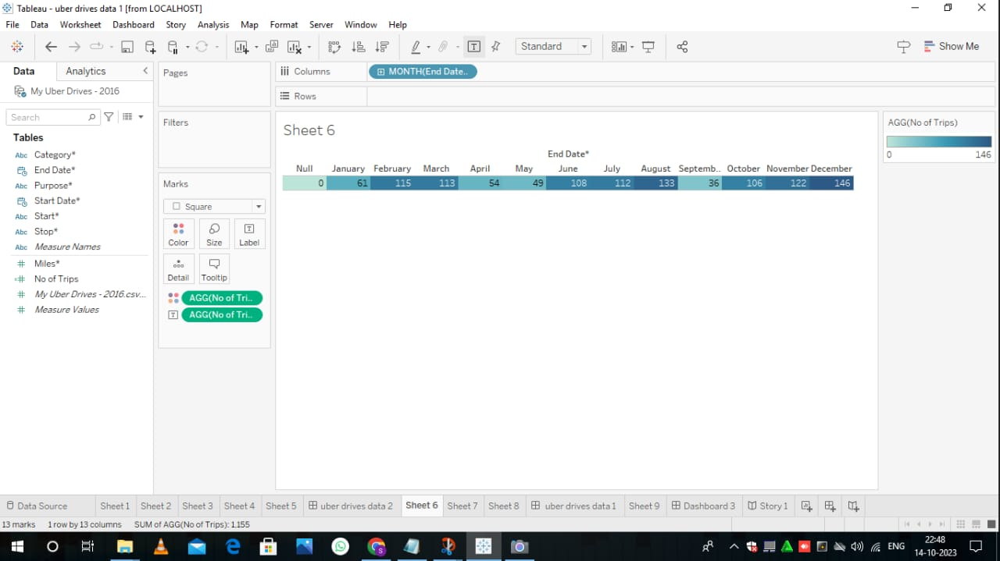 Tableau - uber drives data 1 [from LOCALHOST]
File Data Worksheet Dashboard Story Analysis Map Format Server Window Help
Standard
Show Me
Data Analytics
My Uber Drives - 2016
Search
Tables
Abc Category*
End Date*
Abc Purpose*
Start Date*
Abc Start*
Abc Stop*
Abc Measure Names
# Miles*
# No of Trips
# My Uber Drives - 2016.csv...
# Measure Values
Pages
Filters
Marks
Square
Color Size Label
Detail Tooltip
AGG(No of Tri..
AGG(No of Tri..
Columns MONTH(End Date..
Rows
Sheet 6
End Date*
Null January February March April May June July August Septemb.. October November December
0 61 115 113 54 49 108 112 133 36 106 122 146
AGG(No of Trips)
0 146
Data Source Sheet 1 Sheet 2 Sheet 3 Sheet 4 Sheet 5 uber drives data 2 Sheet 6 Sheet 7 Sheet 8 uber drives data 1 Sheet 9 Dashboard 3 Story 1
13 marks 1 row by 13 columns SUM of AGG(No of Trips): 1,155
ENG
22:48
14-10-2023